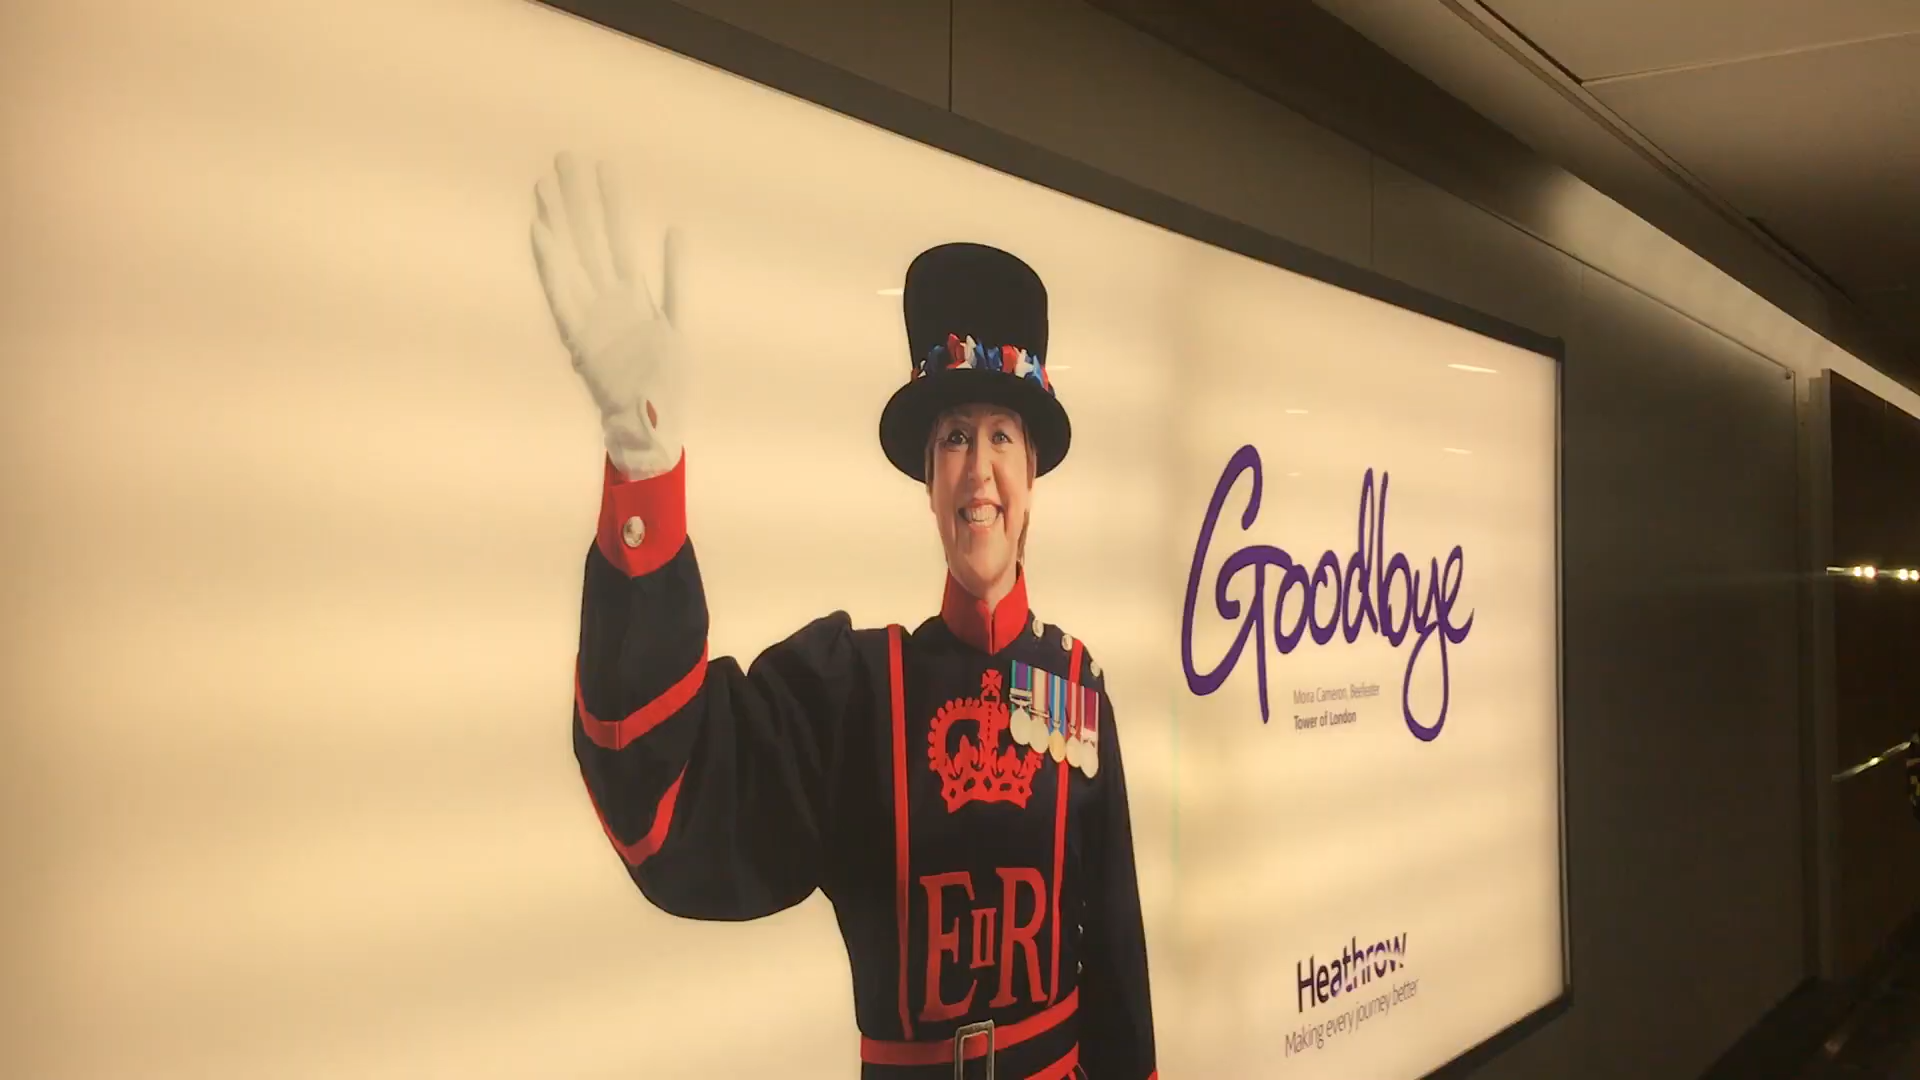 Goodbye
Moira Cameron, Beefeater
Tower of London
EIIR
Heathrow
Making every journey better